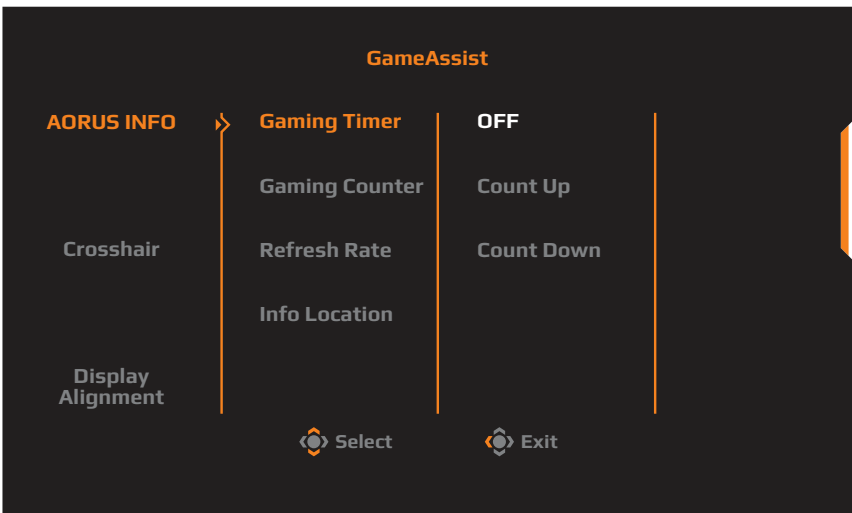 GameAssist
AORUS INFO
Gaming Timer
OFF
Gaming Counter
Count Up
Crosshair
Refresh Rate
Count Down
Info Location
Display
Alignment
Select
Exit